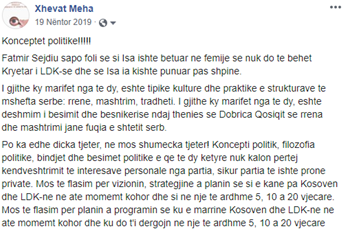 Xhevat Meha
19 Nëntor 2019 ·
Konceptet politike!!!!!
Fatmir Sejdiu sapo foli se si Isa ishte betuar ne femije se nuk do te behet
Kryetar i LDK-se dhe se Isa ia kishte punuar pas shpine.
I gjithe ky marifet nga te dy, eshte tipike kulture dhe praktike e strukturave te
mshefta serbe: rrene, mashtrim, tradheti. I gjithe ky marifet nga te dy, eshte
deshmim i besimit dhe besnikerise ndaj thenies se Dobrica Qosiqit se rrena
dhe mashtrimi jane fuqia e shtetit serb.
Po ka edhe dicka tjeter, ne mos shumecka tjeter! Koncepti politik, filozofia
politike, bindjet dhe besimet politike e qe te dy ketyre nuk kalon pertej
kendveshtrimit te interesave personale nga partia, sikur partia te ishte prone
private. Mos te flasim per vizionin, strategjine a planin se si e kane pa Kosoven
dhe LDK-ne ne ate momemt kohor dhe si ne nje te ardhme 5, 10 a 20 vjecare.
Mos te flasim per planin a programin se ku e marrine Kosoven dhe LDK-ne ne
ate momemt kohor dhe ku do t'i dergojn ne nje te ardhme 5, 10 a 20 vjecare